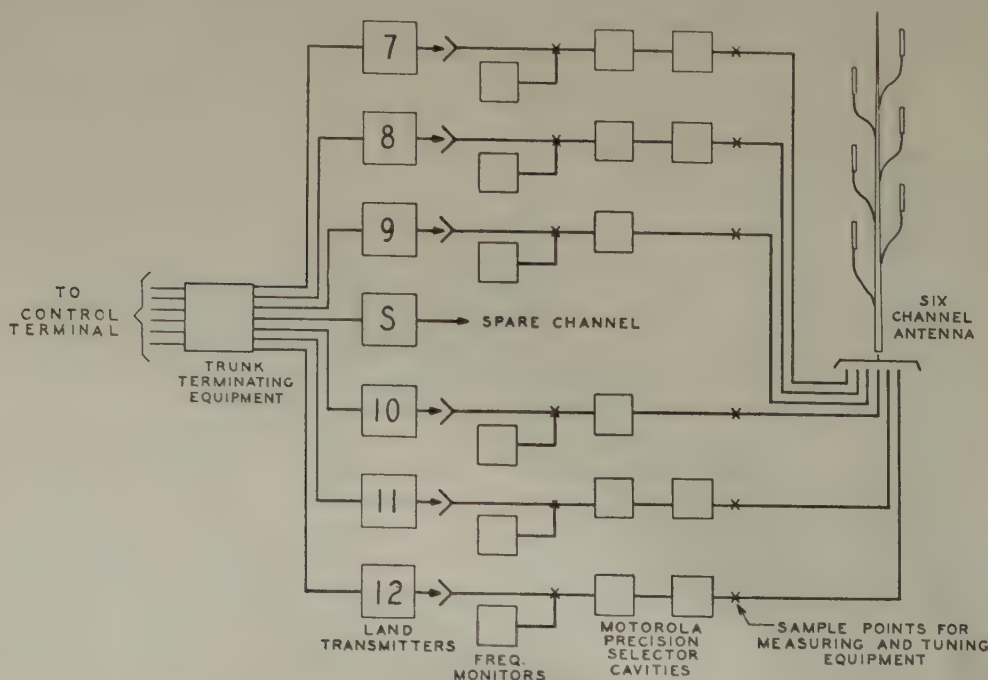 7
8
9
TO
CONTROL
TERMINAL
TRUNK
TERMINATING
EQUIPMENT
S
SPARE CHANNEL
SIX
CHANNEL
ANTENNA
10
11
12
LAND
TRANSMITTERS
FREQ.
MONITORS
MOTOROLA
PRECISION
SELECTOR
CAVITIES
SAMPLE POINTS FOR
MEASURING AND TUNING
EQUIPMENT